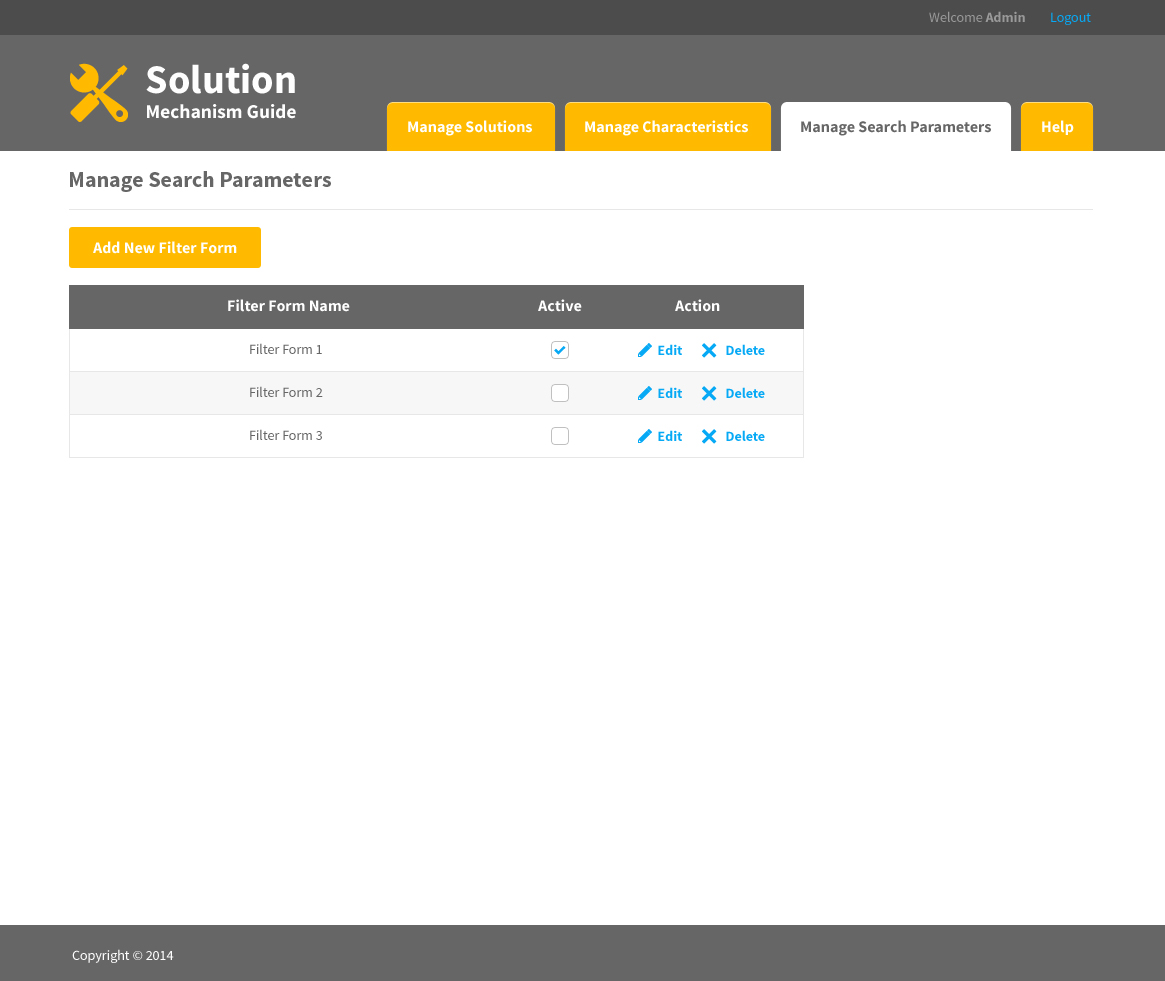 Welcome Admin Logout
Solution
Mechanism Guide
Manage Solutions Manage Characteristics Manage Search Parameters Help
Manage Search Parameters
Add New Filter Form
Filter Form Name Active Action
Filter Form 1 Edit Delete
Filter Form 2 Edit Delete
Filter Form 3 Edit Delete
Copyright © 2014